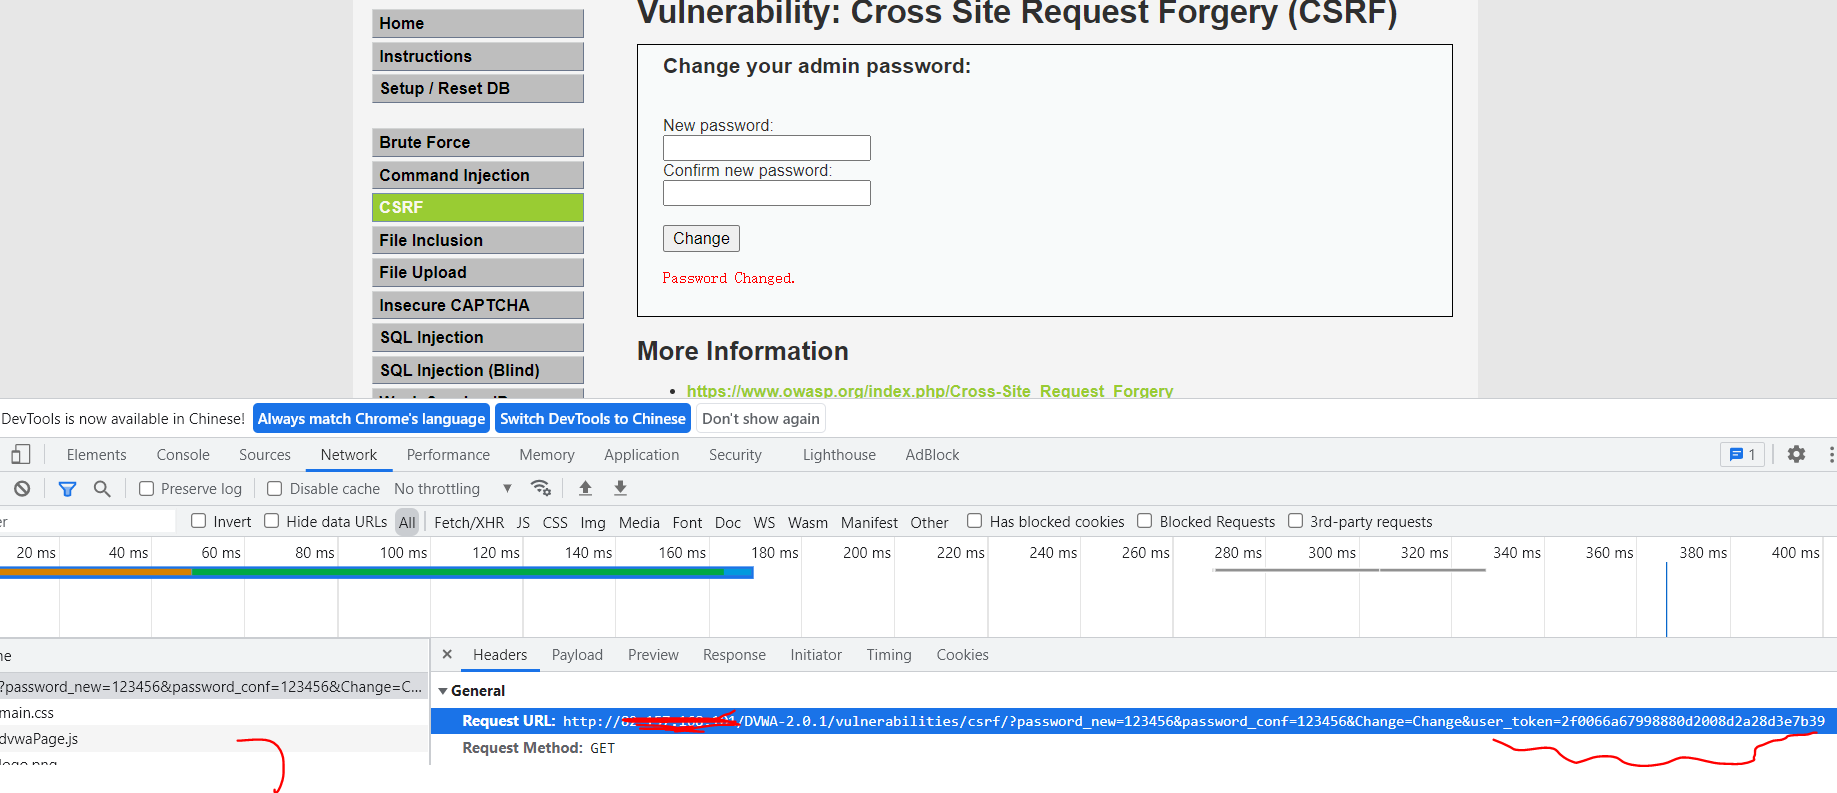 Vulnerability: Cross Site Request Forgery (CSRF)
Home
Instructions
Setup / Reset DB
Brute Force
Command Injection
CSRF
File Inclusion
File Upload
Insecure CAPTCHA
SQL Injection
SQL Injection (Blind)
Change your admin password:
New password:
Confirm new password:
Change
Password Changed.
More Information
https://www.owasp.org/index.php/Cross-Site_Request_Forgery
DevTools is now available in Chinese! Always match Chrome's language Switch DevTools to Chinese Don't show again
Elements Console Sources Network Performance Memory Application Security Lighthouse AdBlock 1
Preserve log Disable cache No throttling
Invert Hide data URLs All Fetch/XHR JS CSS Img Media Font Doc WS Wasm Manifest Other Has blocked cookies Blocked Requests 3rd-party requests
20 ms 40 ms 60 ms 80 ms 100 ms 120 ms 140 ms 160 ms 180 ms 200 ms 220 ms 240 ms 260 ms 280 ms 300 ms 320 ms 340 ms 360 ms 380 ms 400 ms
?password_new=123456&password_conf=123456&Change=C...
main.css
dvwaPage.js
Headers Payload Preview Response Initiator Timing Cookies
General
Request URL: http:///DVWA-2.0.1/vulnerabilities/csrf/?password_new=123456&password_conf=123456&Change=Change&user_token=2f0066a67998880d2008d2a28d3e7b39
Request Method: GET